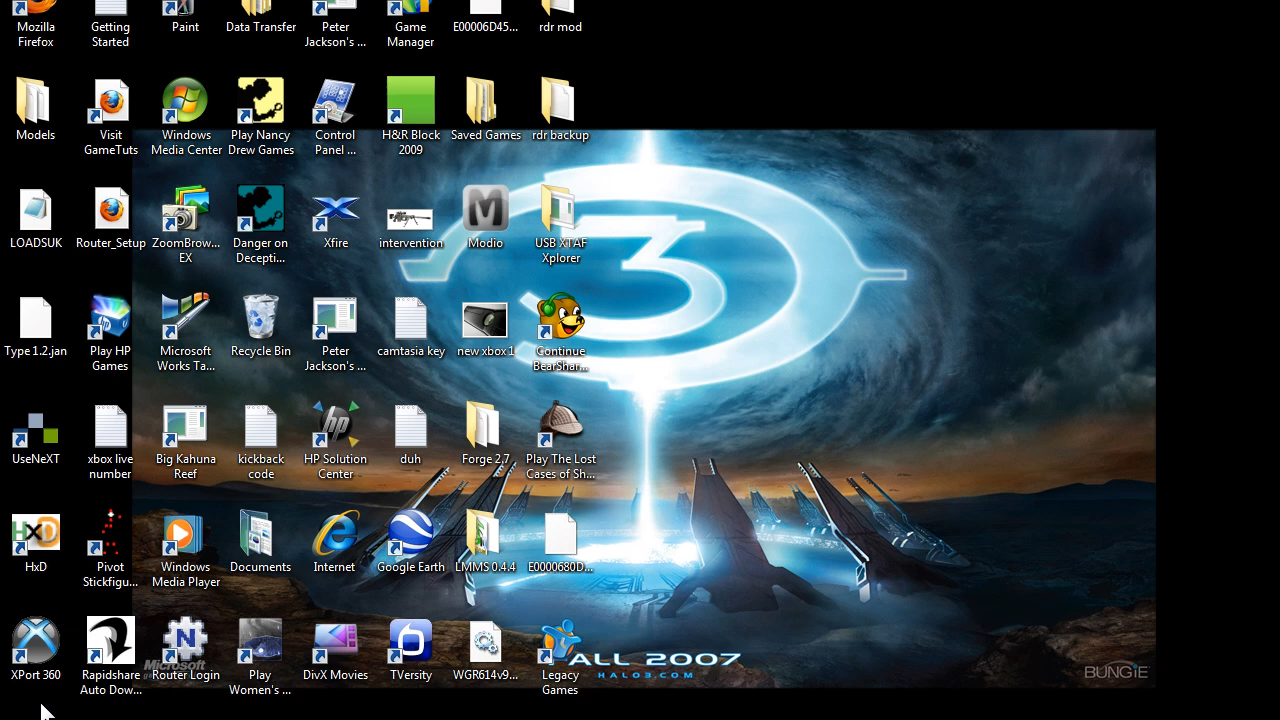 Mozilla
Firefox
Getting
Started
Paint
Data Transfer
Peter
Jackson's ...
Game
Manager
E00006D45...
rdr mod
Models
Visit
GameTuts
Windows
Media Center
Play Nancy
Drew Games
Control
Panel ...
H&R Block
2009
Saved Games
rdr backup
LOADSUK
Router_Setup
ZoomBrow...
EX
Danger on
Decepti...
Xfire
intervention
M
Modio
USB XTAF
Xplorer
3
Type 1.2.jan
Play HP
Games
Microsoft
Works Ta...
Recycle Bin
Peter
Jackson's ...
camtasia key
new xbox 1
Continue
BearShar...
UseNeXT
xbox live
number
Big Kahuna
Reef
kickback
code
hp
HP Solution
Center
duh
Forge 2.7
Play The Lost
Cases of Sh...
HxD
HxD
Pivot
Stickfigu...
Windows
Media Player
Documents
Internet
Google Earth
LMMS 0.4.4
E0000680D...
XPort 360
Rapidshare
Auto Dow...
N
Router Login
Play
Women's ...
DivX Movies
TVersity
WGR614v9...
Legacy
Games
Microsoft
ALL 2007
HALO3.COM
BUNGIE